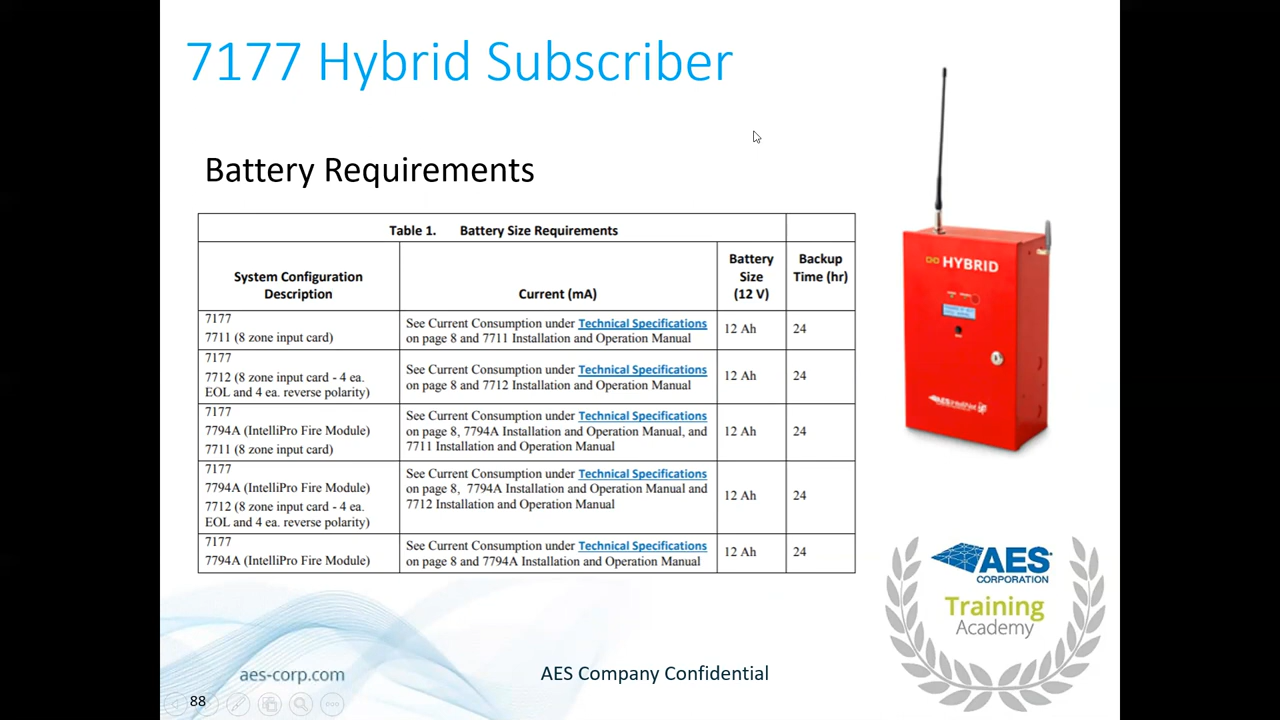 7177 Hybrid Subscriber
Battery Requirements
Table 1. Battery Size Requirements
System Configuration
Description
Current (mA)
Battery
Size
(12 V)
Backup
Time (hr)
7177
7711 (8 zone input card)
See Current Consumption under Technical Specifications
on page 8 and 7711 Installation and Operation Manual
12 Ah
24
7177
7712 (8 zone input card - 4 ea.
EOL and 4 ea. reverse polarity)
See Current Consumption under Technical Specifications
on page 8 and 7712 Installation and Operation Manual
12 Ah
24
7177
7794A (IntelliPro Fire Module)
7711 (8 zone input card)
See Current Consumption under Technical Specifications
on page 8, 7794A Installation and Operation Manual, and
7711 Installation and Operation Manual
12 Ah
24
7177
7794A (IntelliPro Fire Module)
7712 (8 zone input card - 4 ea.
EOL and 4 ea. reverse polarity)
See Current Consumption under Technical Specifications
on page 8, 7794A Installation and Operation Manual and
7712 Installation and Operation Manual
12 Ah
24
7177
7794A (IntelliPro Fire Module)
See Current Consumption under Technical Specifications
on page 8 and 7794A Installation and Operation Manual
12 Ah
24
HYBRID
AES IntelliNet
AES
CORPORATION
Training
Academy
aes-corp.com
AES Company Confidential
88